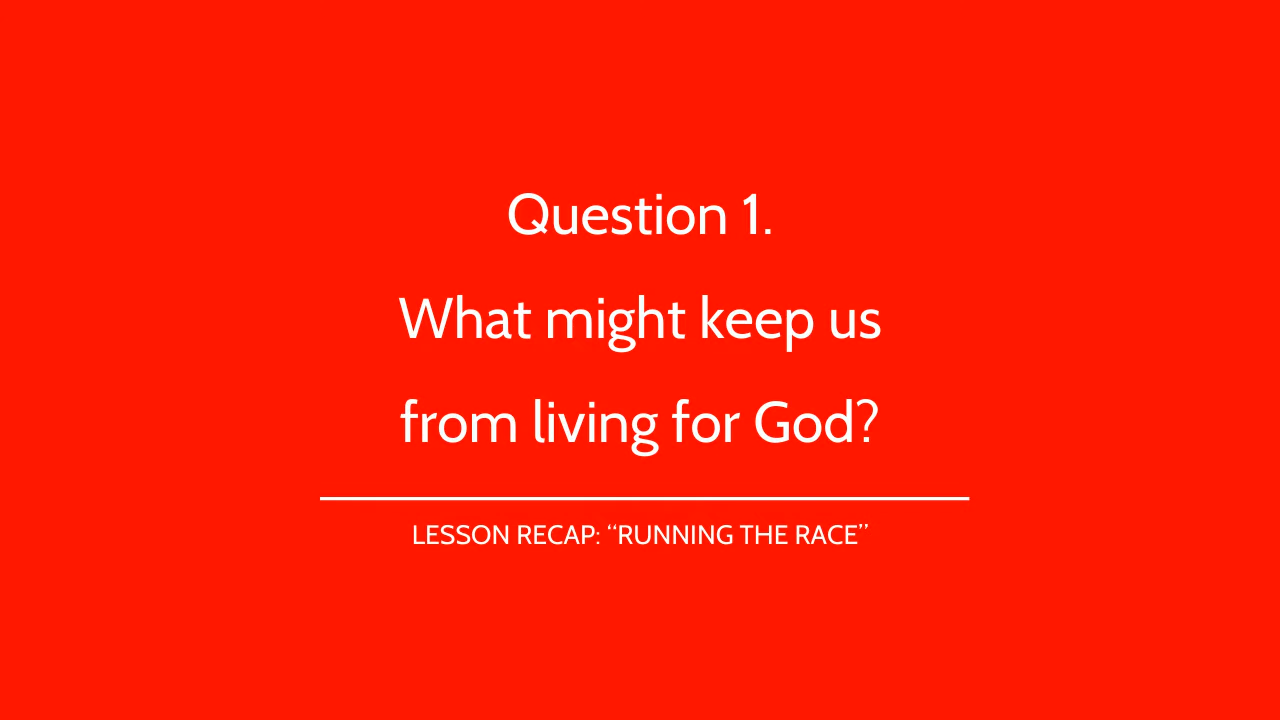 Question 1.
What might keep us
from living for God?
LESSON RECAP: “RUNNING THE RACE”